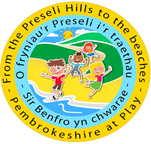 From the Preseli Hills to the beaches
O fryniau'r Preseli i'r traethau
Sir Benfro yn chwarae
Pembrokeshire at Play